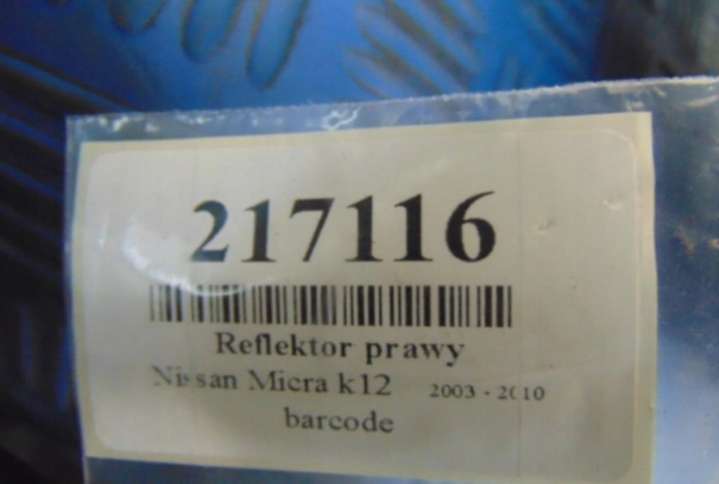 217116
Reflektor prawy
Nissan Micra k12 2003 - 2010
barcode